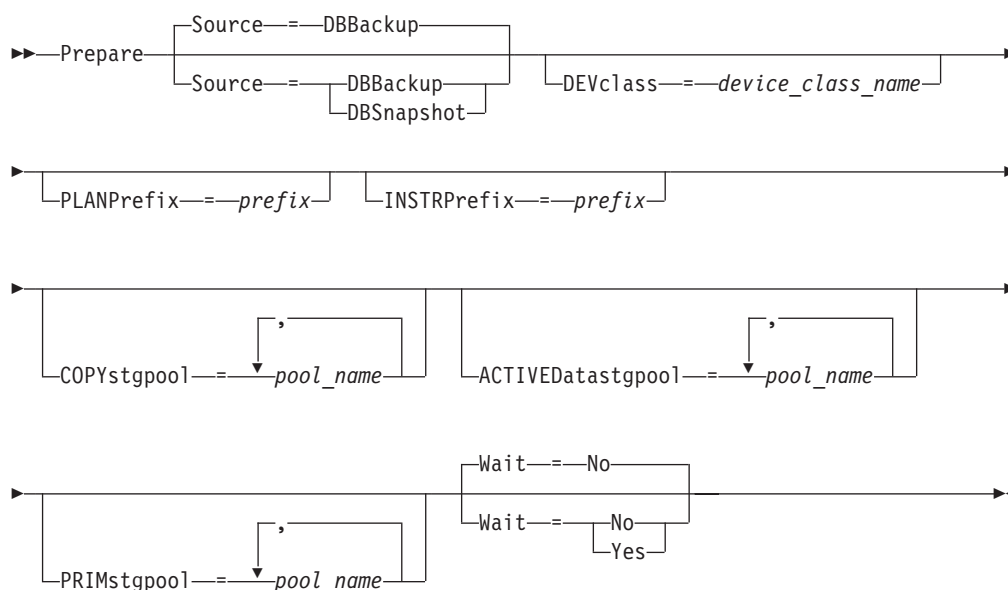 Source = DBBackup
Prepare
Source = DBBackup
DBSnapshot
DEVclass = device_class_name
PLANPrefix = prefix
INSTRPrefix = prefix
,
COPYstgpool = pool_name
,
ACTIVEDatastgpool = pool_name
,
PRIMstgpool = pool_name
Wait = No
Wait = No
Yes